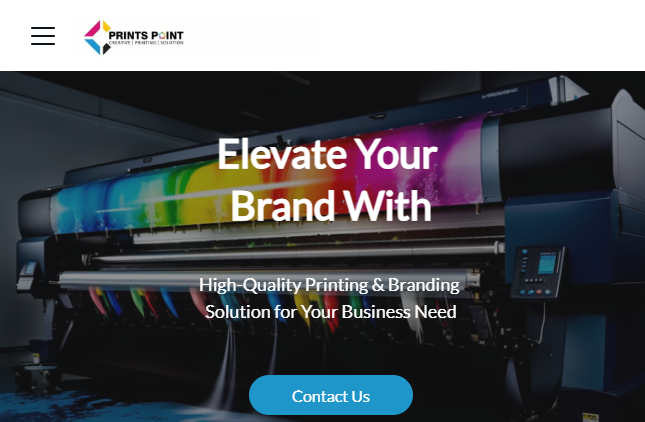 PRINTS POINT
CREATIVE | PRINTING | SOLUTION
Elevate Your
Brand With
High-Quality Printing & Branding
Solution for Your Business Need
Contact Us